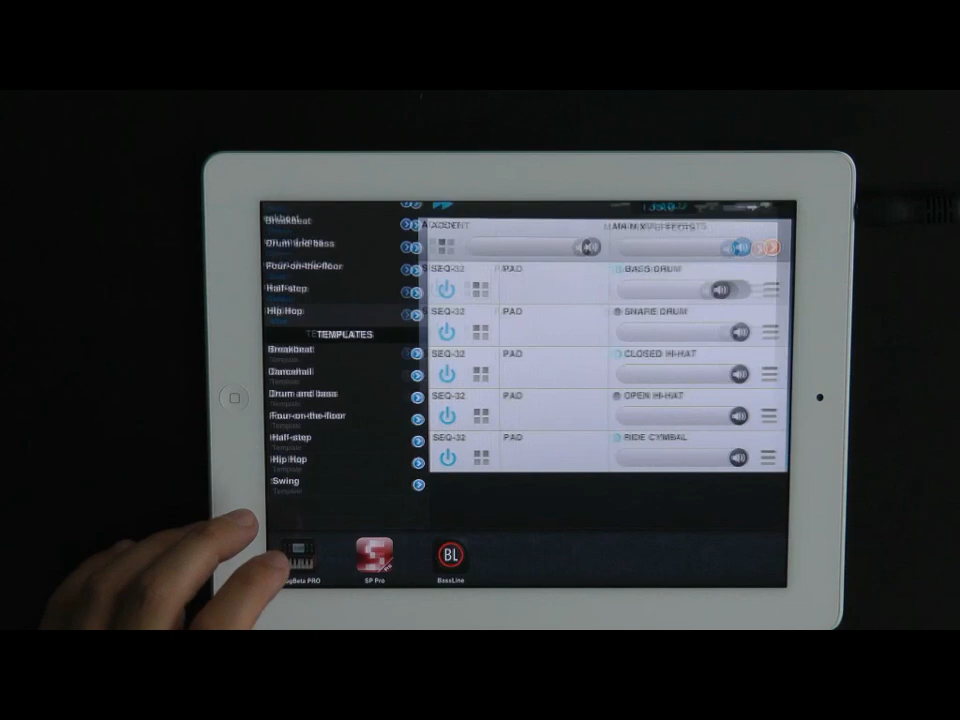 Breakbeat
Drum and bass
Four-on-the-floor
Half-step
Hip Hop
TEMPLATES
Breakbeat
Template
Dancehall
Template
Drum and bass
Template
Four-on-the-floor
Template
Half-step
Template
Hip Hop
Template
Swing
Template
SEQ-32 PAD BASS DRUM
SEQ-32 PAD SNARE DRUM
SEQ-32 PAD CLOSED HI-HAT
SEQ-32 PAD OPEN HI-HAT
SEQ-32 PAD RIDE CYMBAL
PRO
SP Pro
BL
BassLine